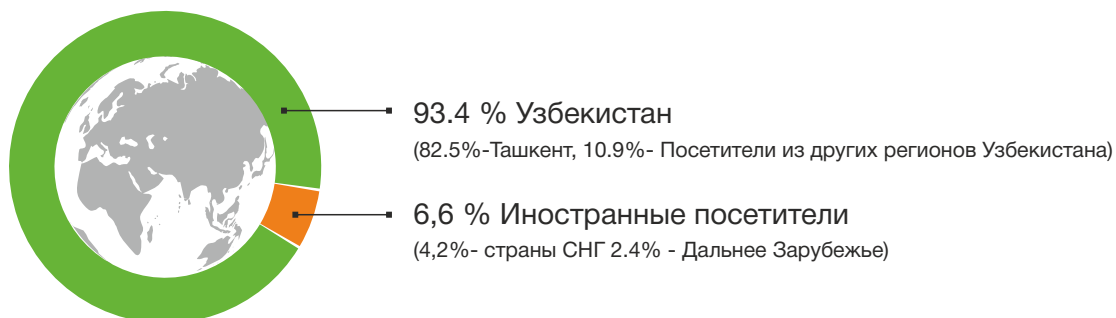 93.4 % Узбекистан
(82.5%-Ташкент, 10.9%- Посетители из других регионов Узбекистана)
6,6 % Иностранные посетители
(4,2%- страны СНГ 2.4% - Дальнее Зарубежье)